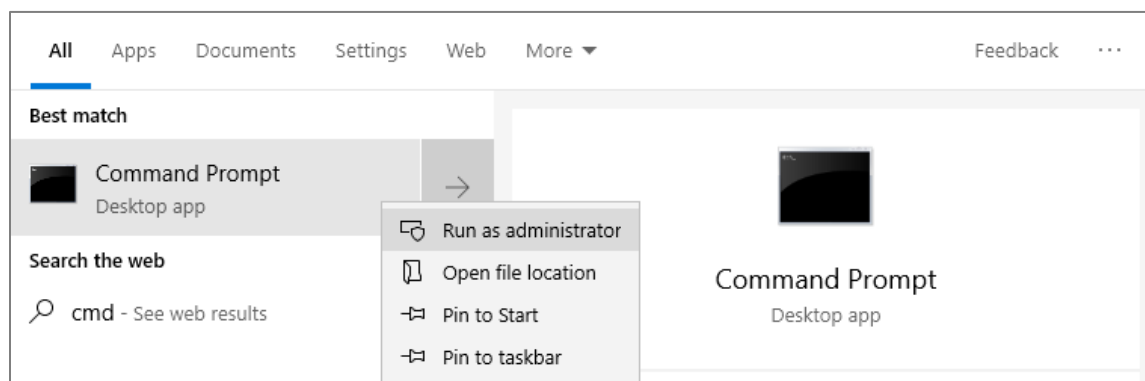 All Apps Documents Settings Web More Feedback ...
Best match
Command Prompt
Desktop app
Search the web
cmd - See web results
Run as administrator
Open file location
Pin to Start
Pin to taskbar
Command Prompt
Desktop app